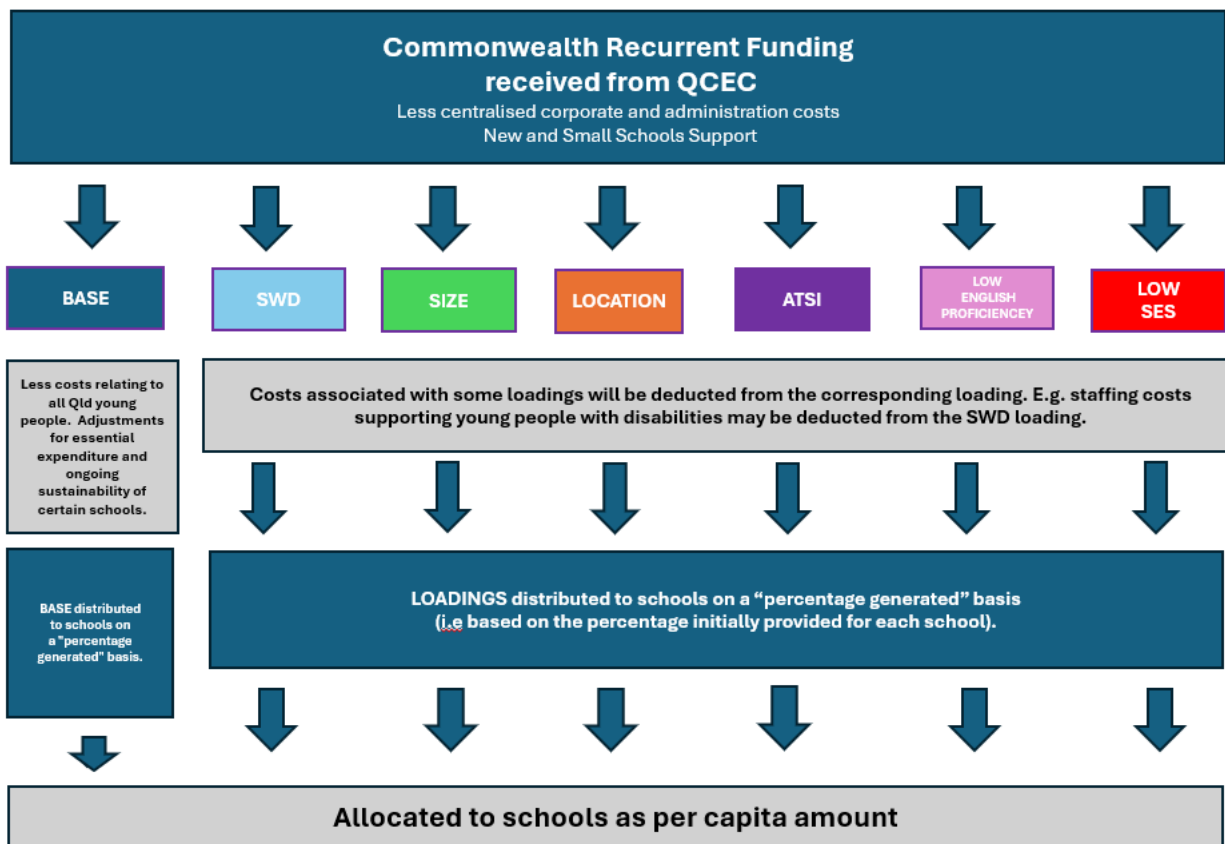 Commonwealth Recurrent Funding
received from QCEC
Less centralised corporate and administration costs
New and Small Schools Support
BASE
SWD
SIZE
LOCATION
ATSI
LOW
ENGLISH
PROFICIENCEY
LOW
SES
Less costs relating to
all Qld young
people.  Adjustments
for essential
expenditure and
ongoing
sustainability of
certain schools.
Costs associated with some loadings will be deducted from the corresponding loading. E.g. staffing costs
supporting young people with disabilities may be deducted from the SWD loading.
BASE distributed
to schools on
a "percentage
generated" basis.
LOADINGS distributed to schools on a “percentage generated” basis
(i.e based on the percentage initially provided for each school).
Allocated to schools as per capita amount